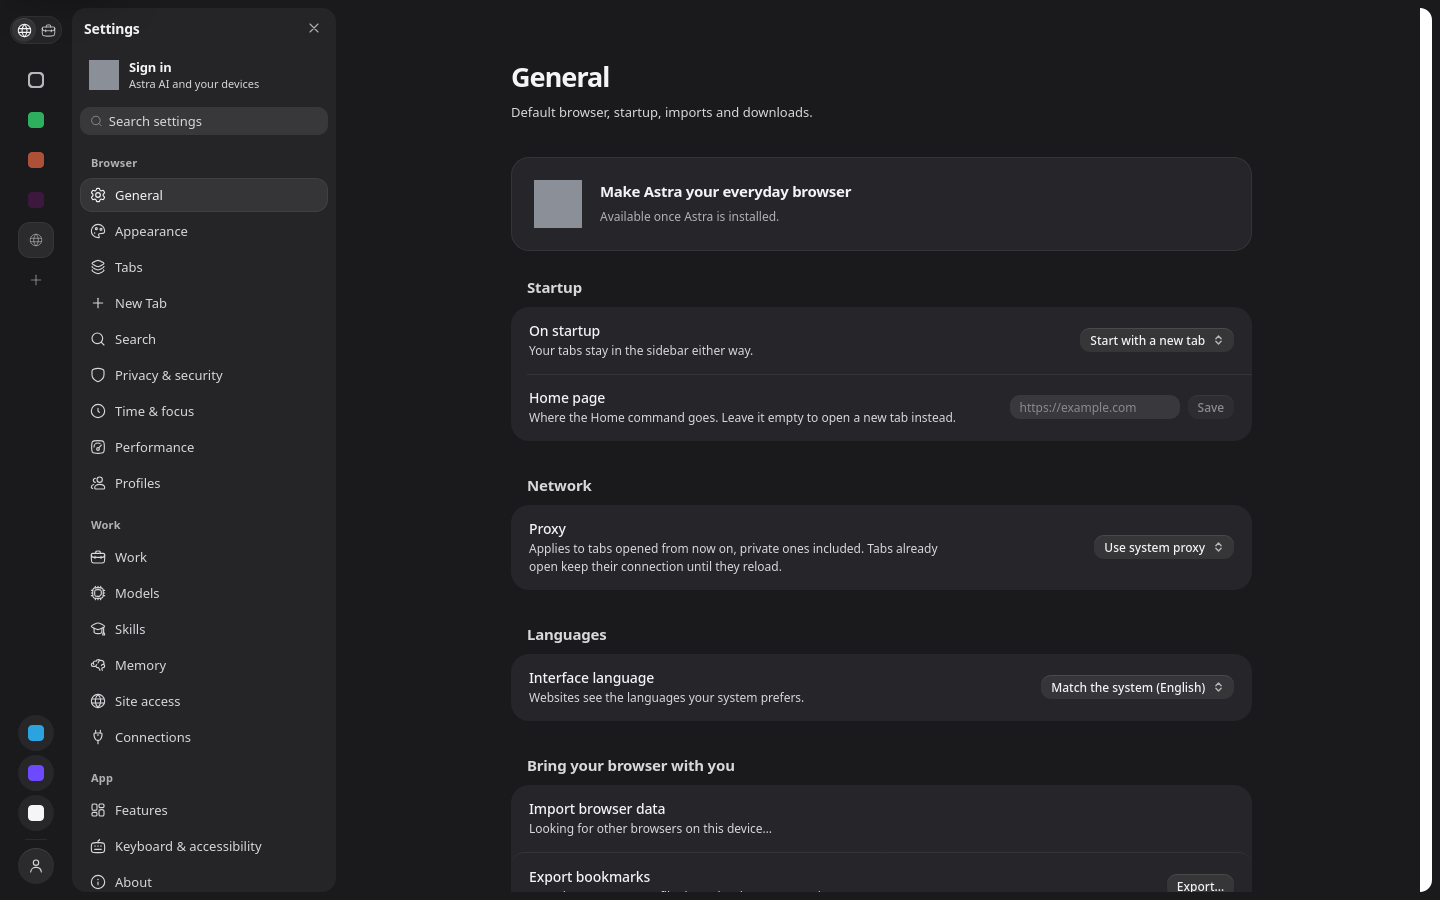 Settings
Sign in
Astra AI and your devices
Search settings
Browser
General
Appearance
Tabs
New Tab
Search
Privacy & security
Time & focus
Performance
Profiles
Work
Work
Models
Skills
Memory
Site access
Connections
App
Features
Keyboard & accessibility
About
General
Default browser, startup, imports and downloads.
Make Astra your everyday browser
Available once Astra is installed.
Startup
On startup
Your tabs stay in the sidebar either way.
Start with a new tab
Home page
Where the Home command goes. Leave it empty to open a new tab instead.
https://example.com
Save
Network
Proxy
Applies to tabs opened from now on, private ones included. Tabs already
open keep their connection until they reload.
Use system proxy
Languages
Interface language
Websites see the languages your system prefers.
Match the system (English)
Bring your browser with you
Import browser data
Looking for other browsers on this device...
Export bookmarks
Export...